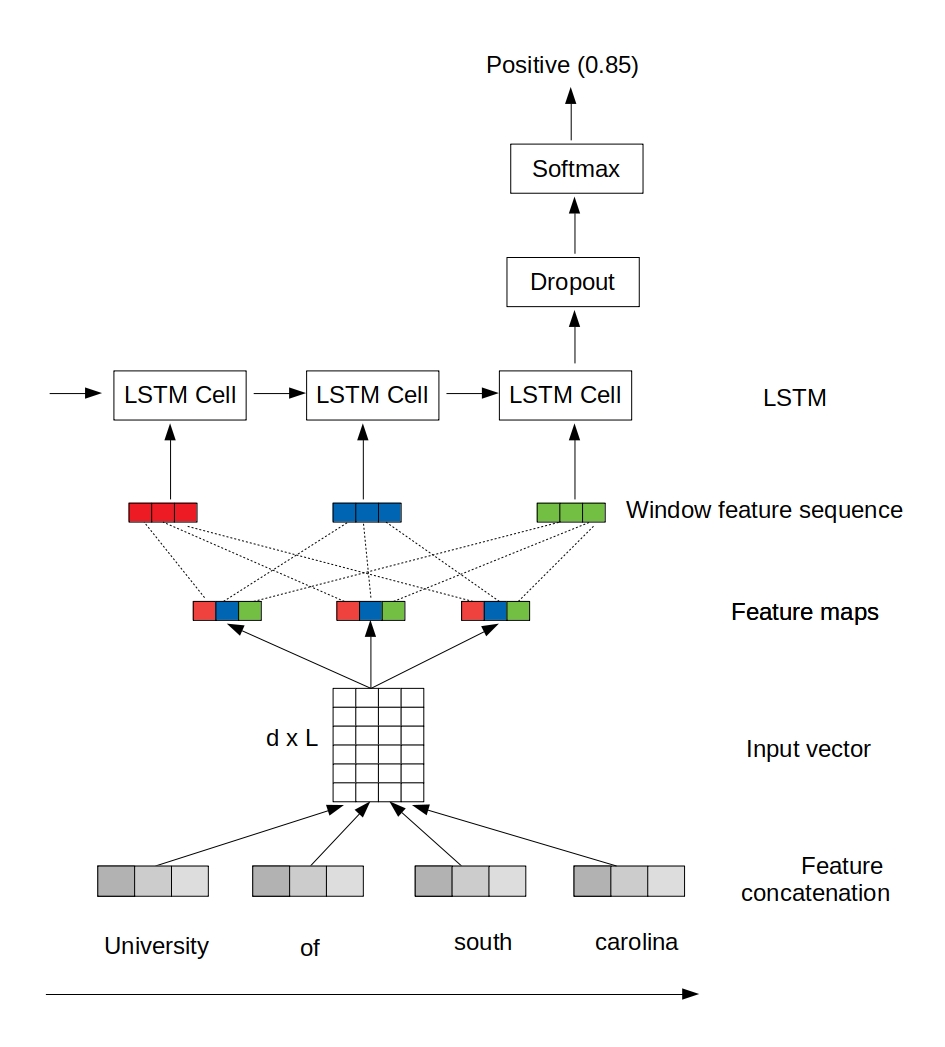 Positive (0.85)
Softmax
Dropout
LSTM Cell
LSTM Cell
LSTM Cell
LSTM
Window feature sequence
Feature maps
d x L
Input vector
Feature
concatenation
University
of
south
carolina